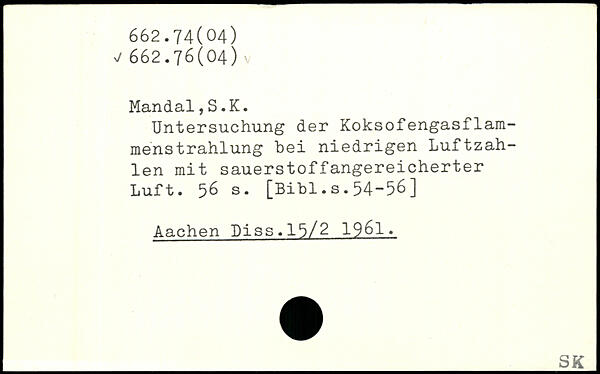 662.74(04)
✓ 662.76(04) v
Mandal,S.K.
Untersuchung der Koksofengasflam-
menstrahlung bei niedrigen Luftzah-
len mit sauerstoffangereicherter
Luft. 56 s. [Bibl.s.54-56]
Aachen Diss.15/2 1961.
SK